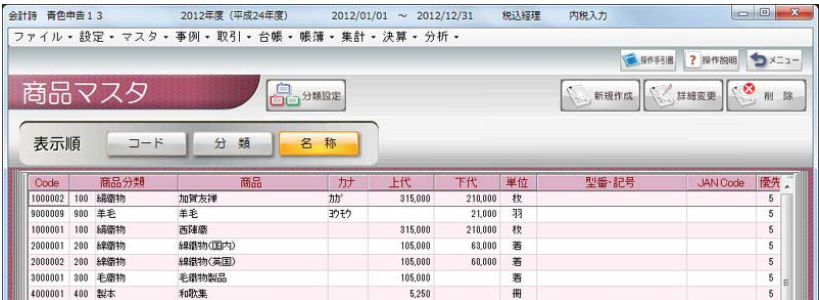 会計詩 青色申告13 2012年度(平成24年度) 2012/01/01 ~ 2012/12/31 税込経理 内税入力
ファイル・ 設定・ マスタ・ 事例・ 取引・ 台帳・ 帳簿・ 集計・ 決算・ 分析・
操作手引書 ? 操作説明 メニュー
商品マスタ 分類設定 新規作成 詳細変更 削 除
表示順 コード 分 類 名 称
Code 商品分類 商品 カナ 上代 下代 単位 型番・記号 JAN Code 優先
1000002 100 絹織物 加賀友禅 カガ 315,000 210,000 枚 5
9000009 900 羊毛 羊毛 ヨウモウ 21,000 羽 5
1000001 100 絹織物 西陣織 315,000 210,000 枚 5
2000001 200 綿織物 綿織物(国内) 105,000 63,000 着 5
2000002 200 綿織物 綿織物(英国) 105,000 60,000 着 5
3000001 300 毛織物 毛織物製品 105,000 着 5
4000001 400 製本 和歌集 5,250 冊 5